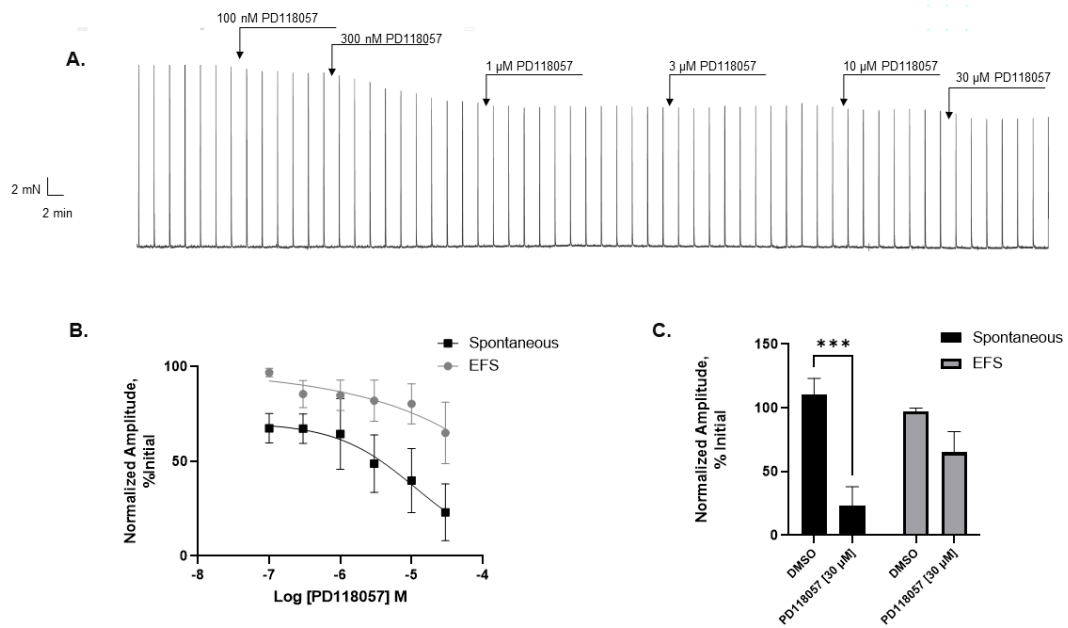 100 nM PD118057
300 nM PD118057
A.
1 µM PD118057
3 µM PD118057
10 µM PD118057
30 µM PD118057
2 mN
2 min
B.
Spontaneous
EFS
100
50
0
Normalized Amplitude,
%Initial
-8
-7
-6
-5
-4
Log [PD118057] M
C.
Spontaneous
EFS
150
100
50
0
***
Normalized Amplitude,
% Initial
DMSO
PD118057 [30 µM]
DMSO
PD118057 [30 µM]